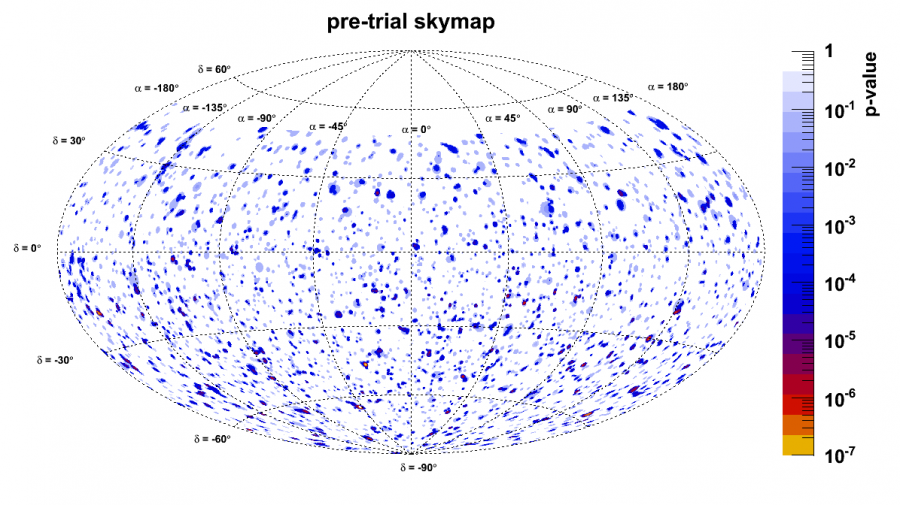 pre-trial skymap
δ = 60°
α = -180°
α = 180°
α = -135°
α = 135°
α = -90°
α = 90°
α = -45°
α = 45°
α = 0°
δ = 30°
δ = 0°
δ = -30°
δ = -60°
δ = -90°
1
10⁻¹
10⁻²
10⁻³
10⁻⁴
10⁻⁵
10⁻⁶
10⁻⁷
p-value